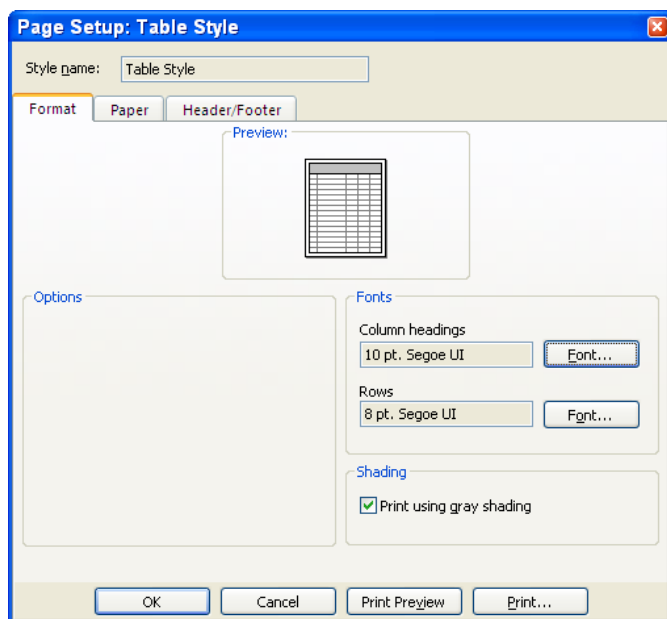 Page Setup: Table Style
Style name: Table Style
Format Paper Header/Footer
Preview:
Options
Fonts
Column headings
10 pt. Segoe UI Font...
Rows
8 pt. Segoe UI Font...
Shading
Print using gray shading
OK Cancel Print Preview Print...